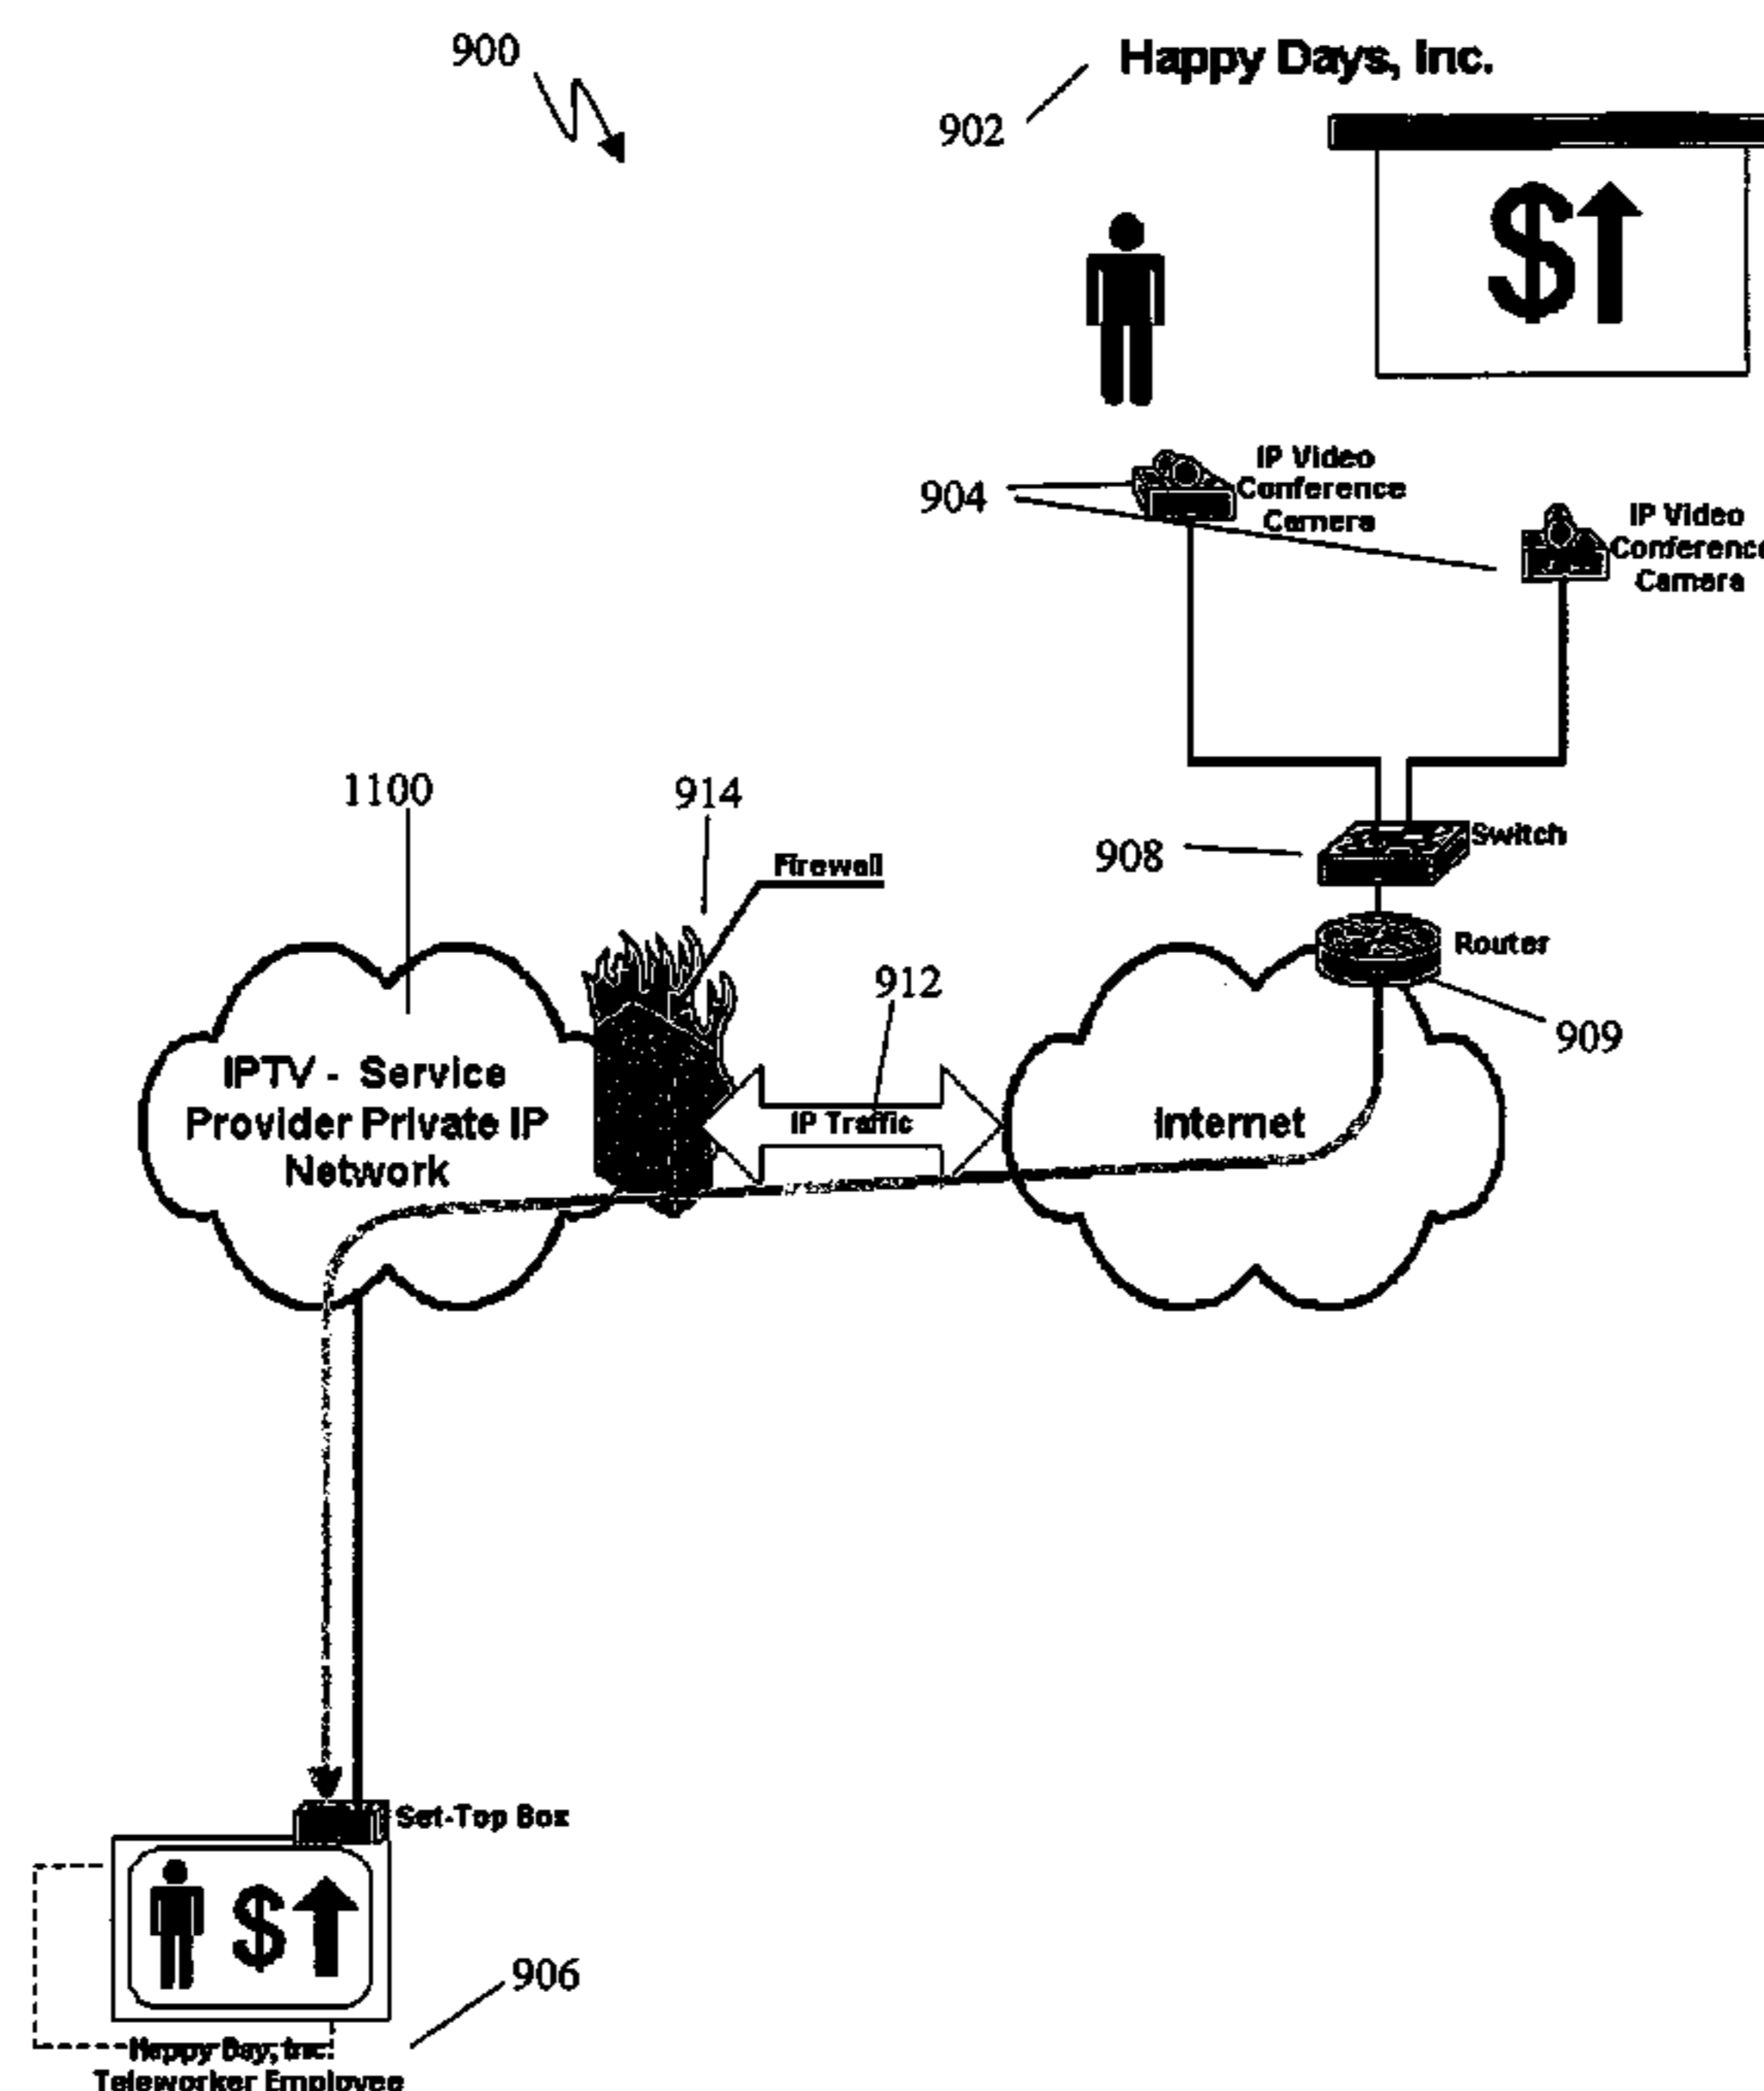 900
Happy Days, Inc.
902
$
IP Video
Conference
Camera
904
IP Video
Conference
Camera
1100
914
Firewall
908
Switch
Router
912
909
IPTV - Service
Provider Private IP
Network
IP Traffic
Internet
Set-Top Box
$
906
Happy Day, Inc.
Teleworker Employee